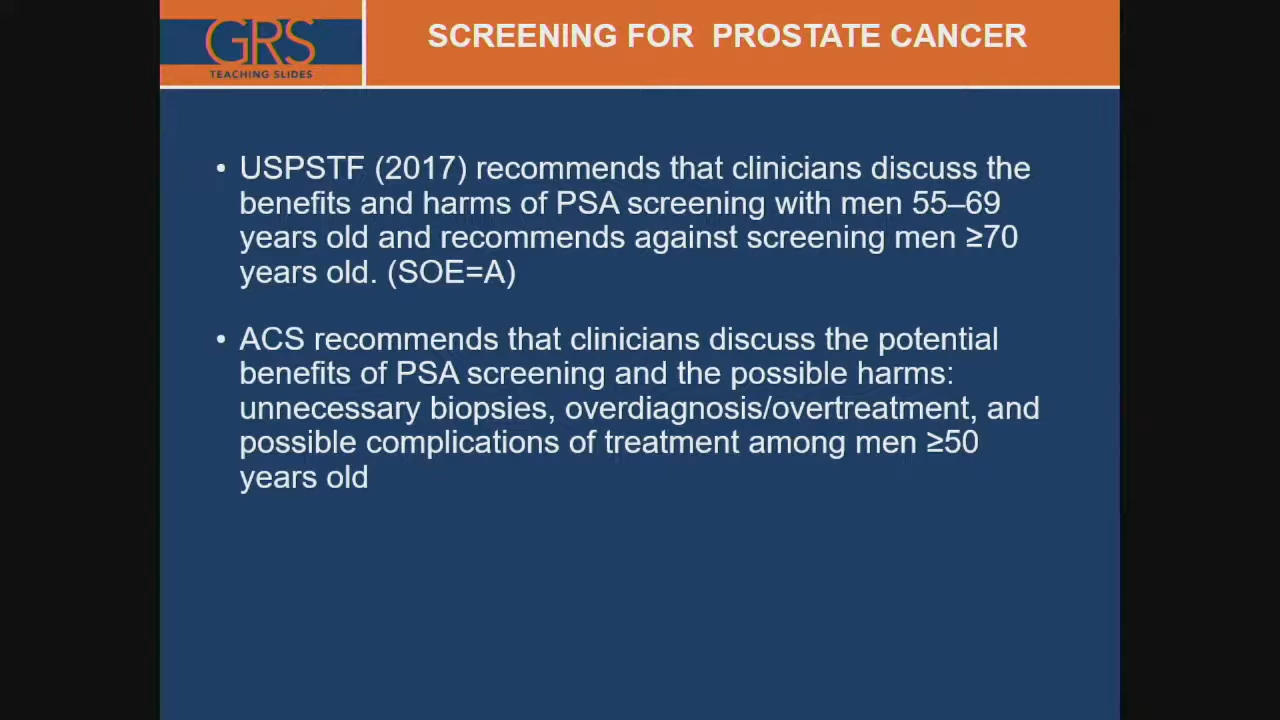 GRS
TEACHING SLIDES
SCREENING FOR PROSTATE CANCER
• USPSTF (2017) recommends that clinicians discuss the
benefits and harms of PSA screening with men 55–69
years old and recommends against screening men ≥70
years old. (SOE=A)
• ACS recommends that clinicians discuss the potential
benefits of PSA screening and the possible harms:
unnecessary biopsies, overdiagnosis/overtreatment, and
possible complications of treatment among men ≥50
years old